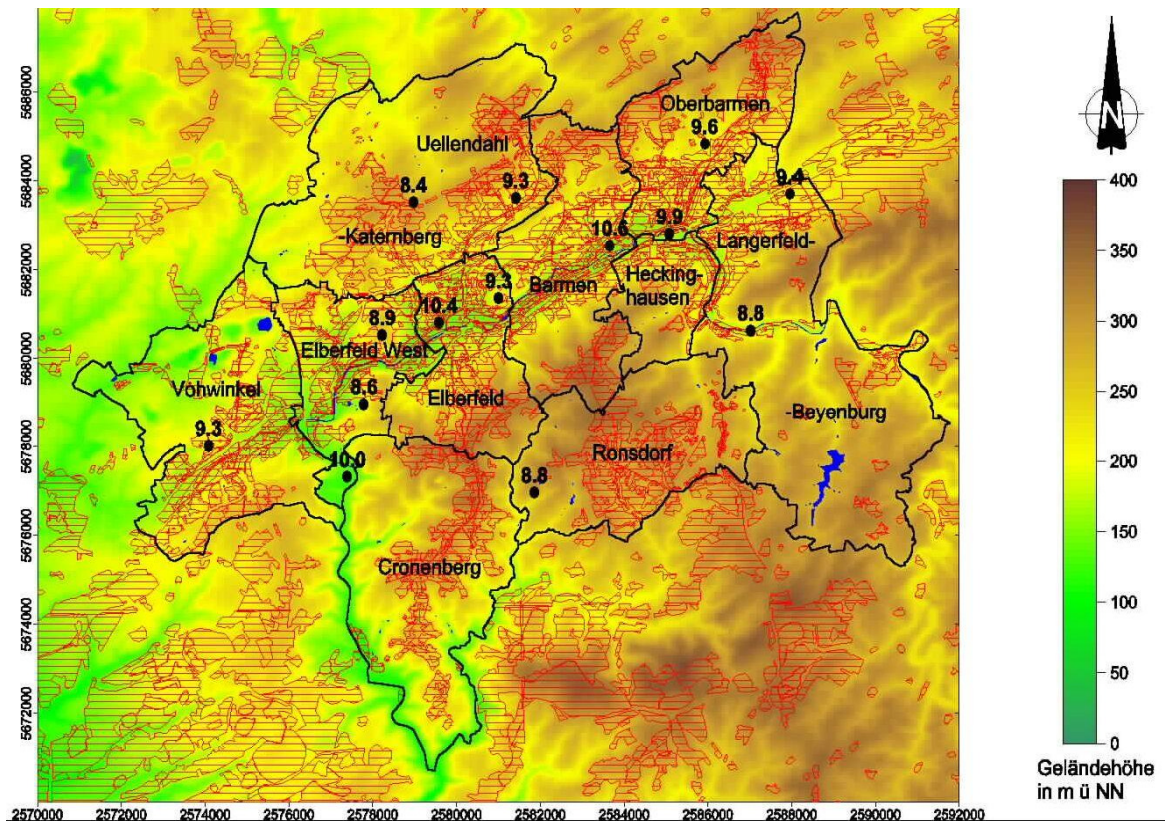 5686000
5684000
5682000
5680000
5678000
5676000
5674000
5672000
Oberbarmen
9.6
Uellendahl
8.4
9.3
9.4
-Katernberg
10.6
9.9
Langerfeld-
Hecking-
hausen
Barmen
9.3
10.4
8.9
Elberfeld West
8.8
Vohwinkel
8.6
Elberfeld
-Beyenburg
9.3
Ronsdorf
10.0
8.8
Cronenberg
2570000 2572000 2574000 2576000 2578000 2580000 2582000 2584000 2586000 2588000 2590000 2592000
N
400
350
300
250
200
150
100
50
0
Geländehöhe
in m ü NN